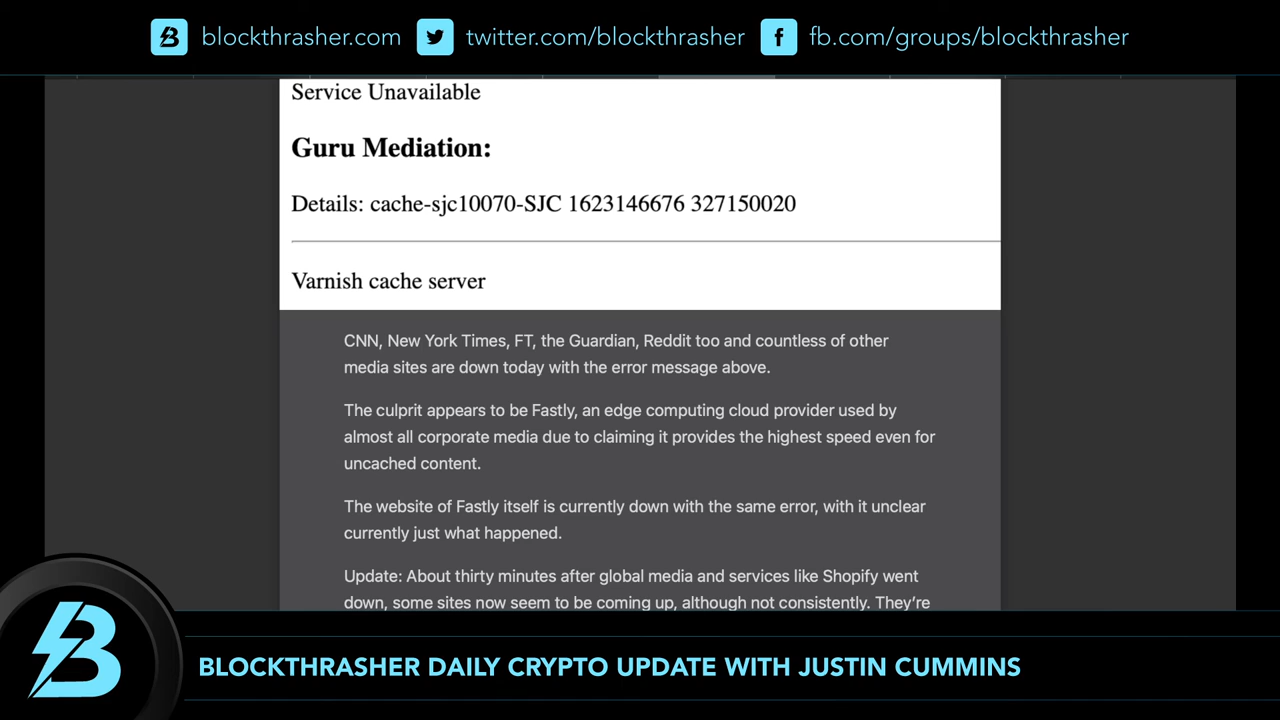 blockthrasher.com
twitter.com/blockthrasher
fb.com/groups/blockthrasher
Service Unavailable
Guru Mediation:
Details: cache-sjc10070-SJC 1623146676 327150020
Varnish cache server
CNN, New York Times, FT, the Guardian, Reddit too and countless of other
media sites are down today with the error message above.
The culprit appears to be Fastly, an edge computing cloud provider used by
almost all corporate media due to claiming it provides the highest speed even for
uncached content.
The website of Fastly itself is currently down with the same error, with it unclear
currently just what happened.
Update: About thirty minutes after global media and services like Shopify went
down, some sites now seem to be coming up, although not consistently. They’re
BLOCKTHRASHER DAILY CRYPTO UPDATE WITH JUSTIN CUMMINS